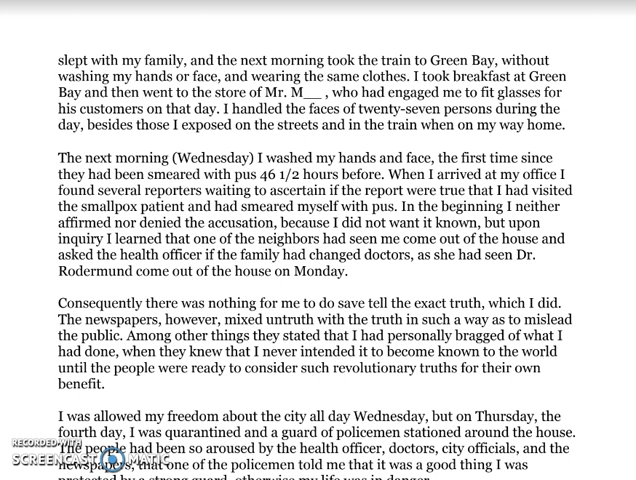 slept with my family, and the next morning took the train to Green Bay, without
washing my hands or face, and wearing the same clothes. I took breakfast at Green
Bay and then went to the store of Mr. M__ , who had engaged me to fit glasses for
his customers on that day. I handled the faces of twenty-seven persons during the
day, besides those I exposed on the streets and in the train when on my way home.
The next morning (Wednesday) I washed my hands and face, the first time since
they had been smeared with pus 46 1/2 hours before. When I arrived at my office I
found several reporters waiting to ascertain if the report were true that I had visited
the smallpox patient and had smeared myself with pus. In the beginning I neither
affirmed nor denied the accusation, because I did not want it known, but upon
inquiry I learned that one of the neighbors had seen me come out of the house and
asked the health officer if the family had changed doctors, as she had seen Dr.
Rodermund come out of the house on Monday.
Consequently there was nothing for me to do save tell the exact truth, which I did.
The newspapers, however, mixed untruth with the truth in such a way as to mislead
the public. Among other things they stated that I had personally bragged of what I
had done, when they knew that I never intended it to become known to the world
until the people were ready to consider such revolutionary truths for their own
benefit.
I was allowed my freedom about the city all day Wednesday, but on Thursday, the
fourth day, I was quarantined and a guard of policemen stationed around the house.
RECORDED WITH
The people had been so aroused by the health officer, doctors, city officials, and the
SCREENCAST MATIC
newspapers, that one of the policemen told me that it was a good thing I was
protected by a strong guard, otherwise my life was in danger.